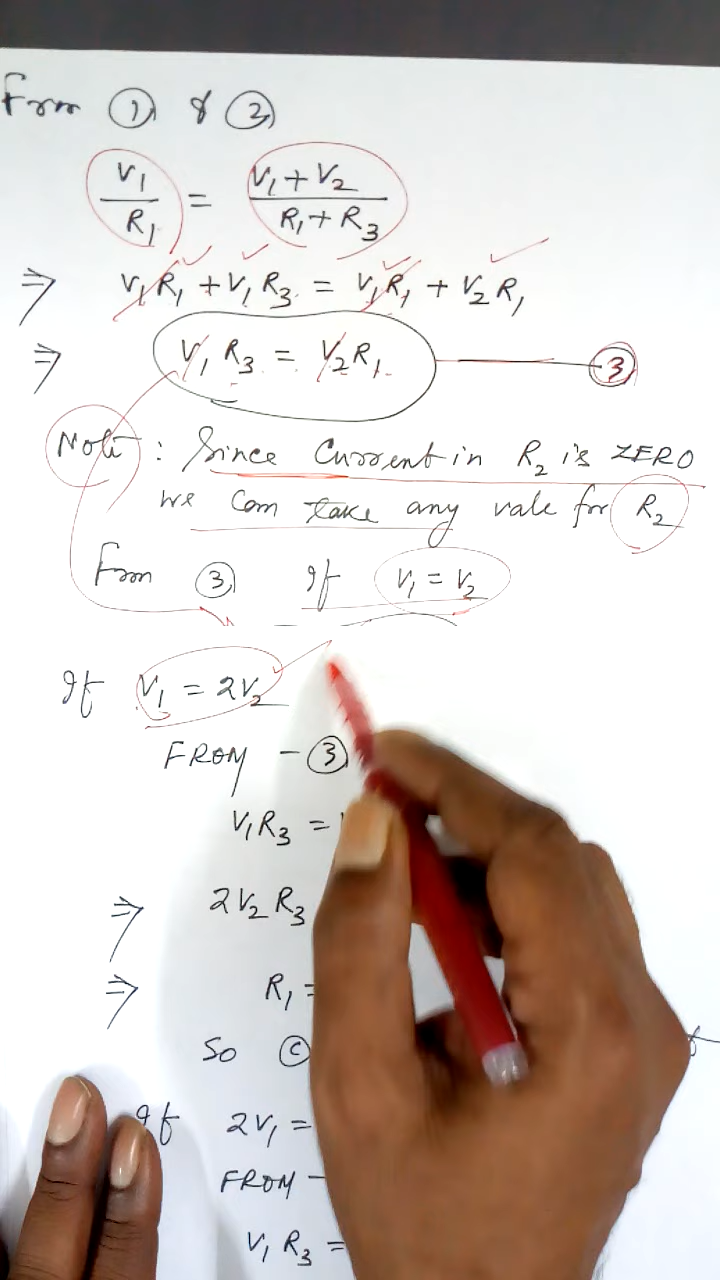 From ① & ②
V₁/R₁ = (V₁ + V₂)/(R₁ + R₃)
⇒ V₁R₁ + V₁R₃ = V₁R₁ + V₂R₁
⇒ V₁R₃ = V₂R₁ ③
Note : Since Current in R₂ is ZERO
we can take any vale for R₂
From ③ If V₁ = V₂
If V₁ = 2V₂
FROM - ③
V₁R₃ =
⇒ 2V₂R₃
⇒ R₁ =
So ⓒ
If 2V₁ =
FROM -
V₁R₃ =